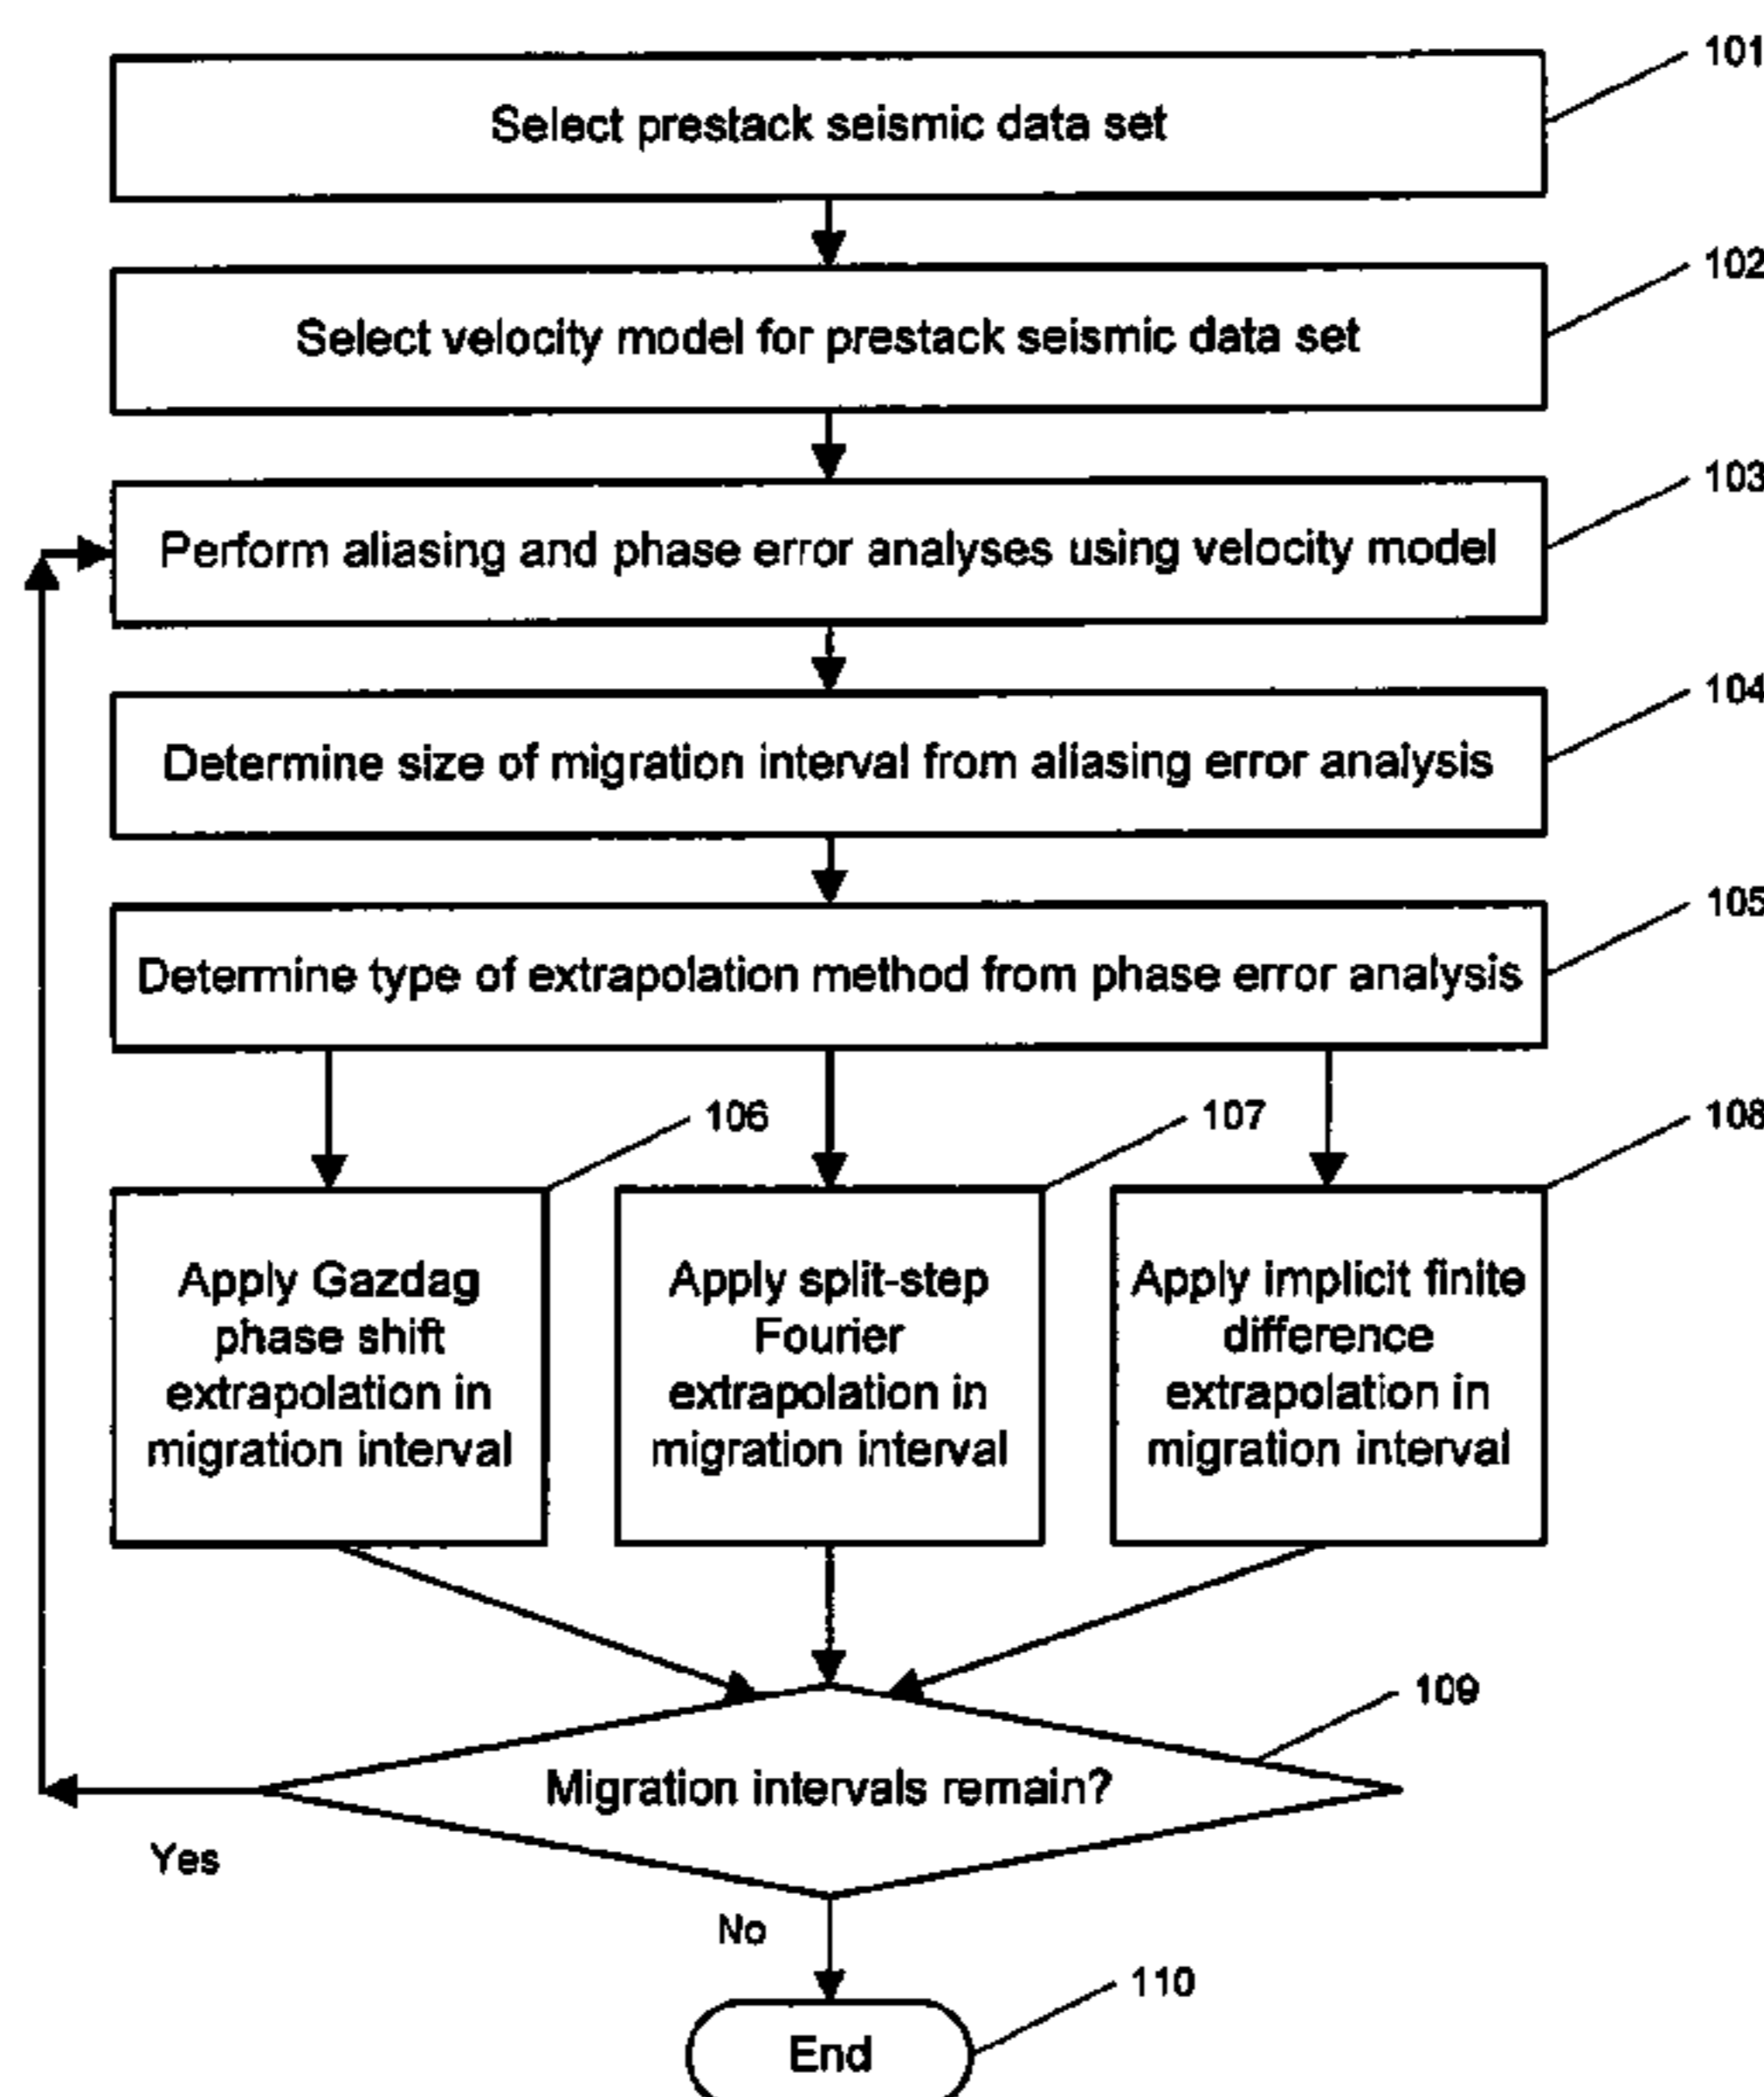 101
Select prestack seismic data set
102
Select velocity model for prestack seismic data set
103
Perform aliasing and phase error analyses using velocity model
104
Determine size of migration interval from aliasing error analysis
105
Determine type of extrapolation method from phase error analysis
106
107
108
Apply Gazdag
phase shift
extrapolation in
migration interval
Apply split-step
Fourier
extrapolation in
migration interval
Apply implicit finite
difference
extrapolation in
migration interval
109
Migration intervals remain?
Yes
No
110
End